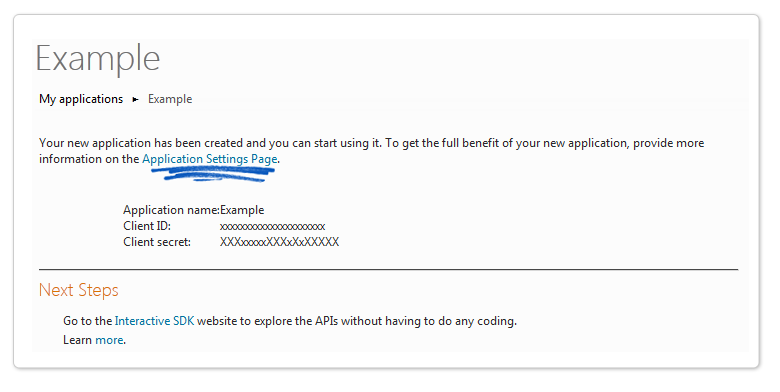 Example
My applications ► Example
Your new application has been created and you can start using it. To get the full benefit of your new application, provide more
information on the Application Settings Page.
Application name:Example
Client ID: xxxxxxxxxxxxxxxxxxxx
Client secret: XXXxxxxxXXXxXxXXXXX
Next Steps
Go to the Interactive SDK website to explore the APIs without having to do any coding.
Learn more.